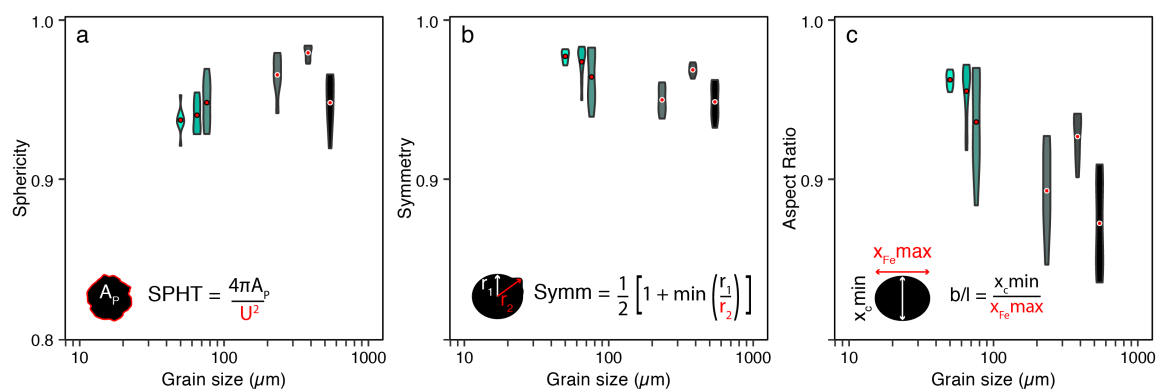 a
1.0
0.9
0.8
Sphericity
10 100 1000
Grain size (µm)
A_P
SPHT = 4πA_P / U²
b
1.0
0.9
Symmetry
10 100 1000
Grain size (µm)
r_1
r_2
Symm = 1/2 [1 + min (r_1/r_2)]
c
1.0
0.9
Aspect Ratio
10 100 1000
Grain size (µm)
x_Fe max
x_c min
b/l = x_c min / x_Fe max